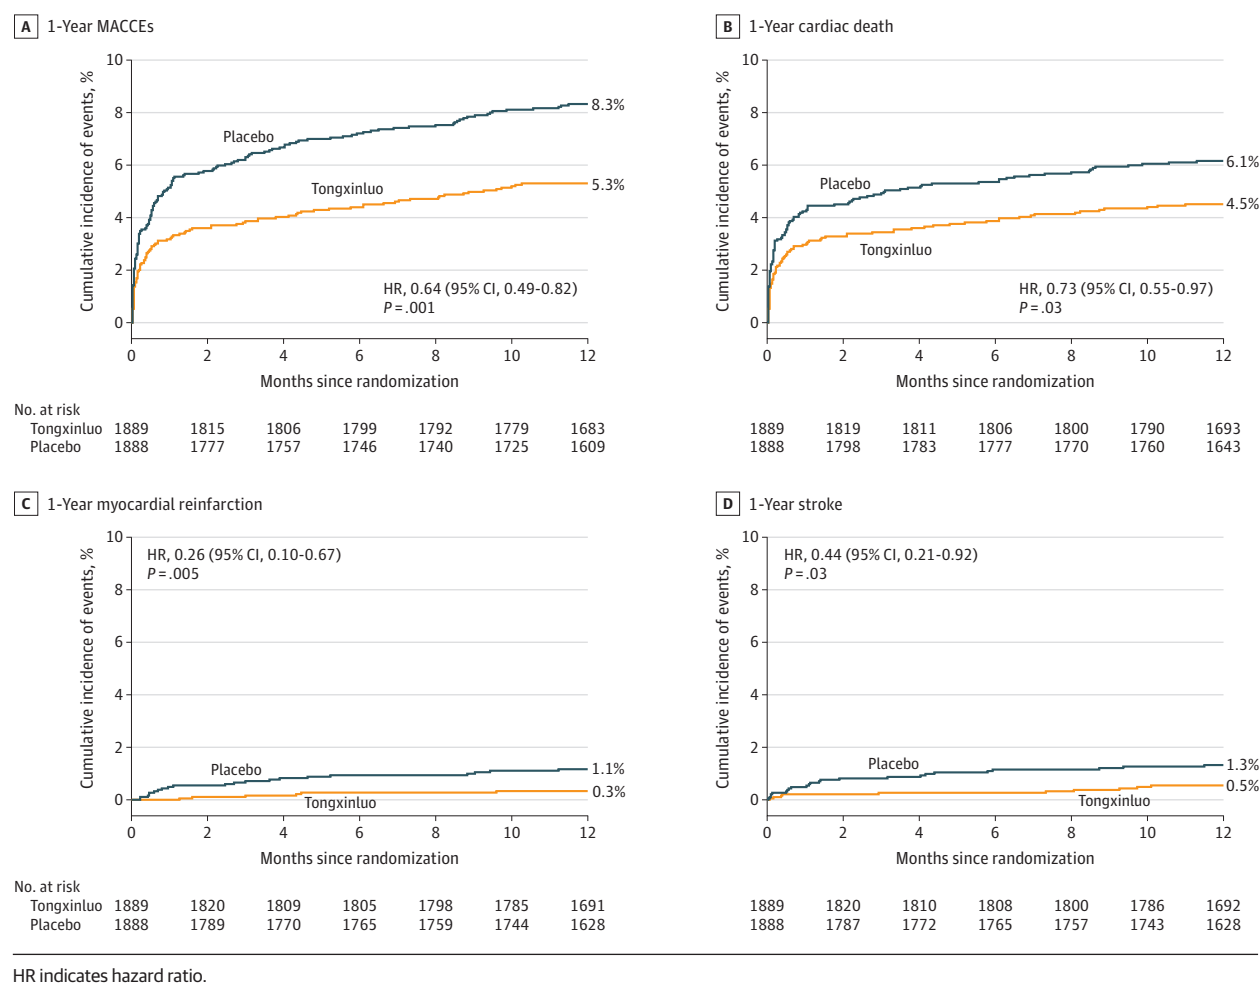 A 1-Year MACCEs
Cumulative incidence of events, %
10
8
6
4
2
0
Placebo
8.3%
Tongxinluo
5.3%
HR, 0.64 (95% CI, 0.49-0.82)
P = .001
0 2 4 6 8 10 12
Months since randomization
No. at risk
Tongxinluo 1889 1815 1806 1799 1792 1779 1683
Placebo 1888 1777 1757 1746 1740 1725 1609
B 1-Year cardiac death
Cumulative incidence of events, %
10
8
6
4
2
0
Placebo
6.1%
4.5%
Tongxinluo
HR, 0.73 (95% CI, 0.55-0.97)
P = .03
0 2 4 6 8 10 12
Months since randomization
1889 1819 1811 1806 1800 1790 1693
1888 1798 1783 1777 1770 1760 1643
C 1-Year myocardial reinfarction
Cumulative incidence of events, %
10
8
6
4
2
0
HR, 0.26 (95% CI, 0.10-0.67)
P = .005
Placebo
1.1%
0.3%
Tongxinluo
0 2 4 6 8 10 12
Months since randomization
No. at risk
Tongxinluo 1889 1820 1809 1805 1798 1785 1691
Placebo 1888 1789 1770 1765 1759 1744 1628
D 1-Year stroke
Cumulative incidence of events, %
10
8
6
4
2
0
HR, 0.44 (95% CI, 0.21-0.92)
P = .03
Placebo
1.3%
0.5%
Tongxinluo
0 2 4 6 8 10 12
Months since randomization
1889 1820 1810 1808 1800 1786 1692
1888 1787 1772 1765 1757 1743 1628
HR indicates hazard ratio.